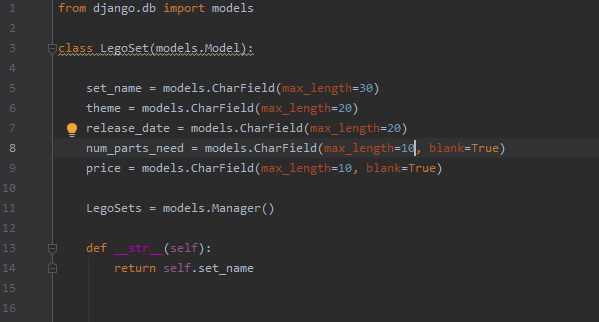 1 from django.db import models
2
3 class LegoSet(models.Model):
4
5 set_name = models.CharField(max_length=30)
6 theme = models.CharField(max_length=20)
7 release_date = models.CharField(max_length=20)
8 num_parts_need = models.CharField(max_length=10, blank=True)
9 price = models.CharField(max_length=10, blank=True)
10
11 LegoSets = models.Manager()
12
13 def __str__(self):
14 return self.set_name
15
16